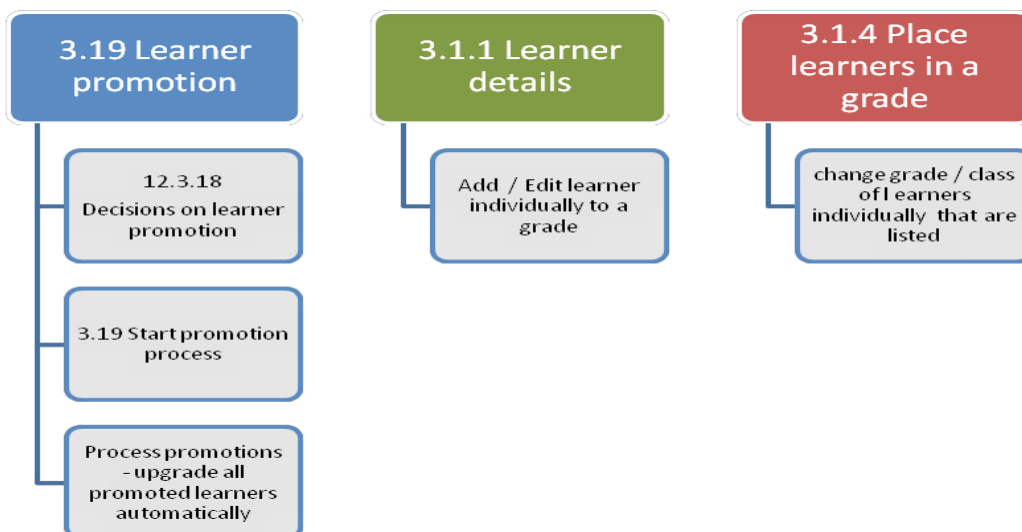 3.19 Learner
promotion
12.3.18
Decisions on learner
promotion
3.19 Start promotion
process
Process promotions
- upgrade all
promoted learners
automatically
3.1.1 Learner
details
Add / Edit learner
individually to a
grade
3.1.4 Place
learners in a
grade
change grade / class
of l earners
individually that are
listed